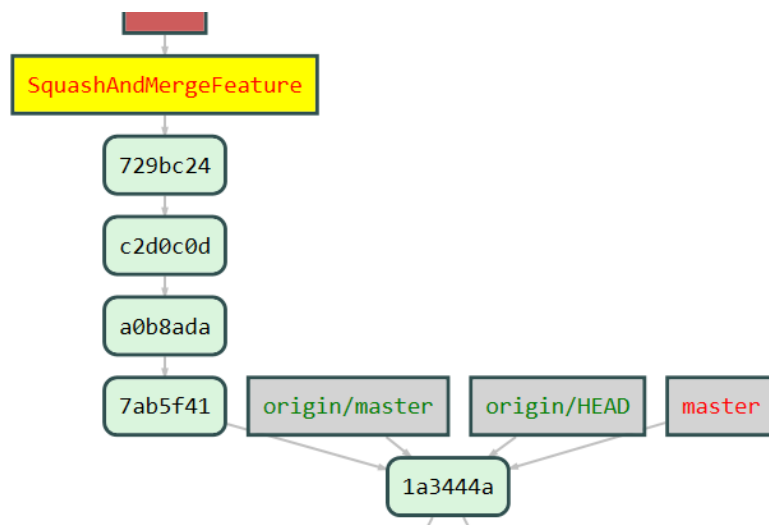 SquashAndMergeFeature
729bc24
c2d0c0d
a0b8ada
7ab5f41
origin/master
origin/HEAD
master
1a3444a